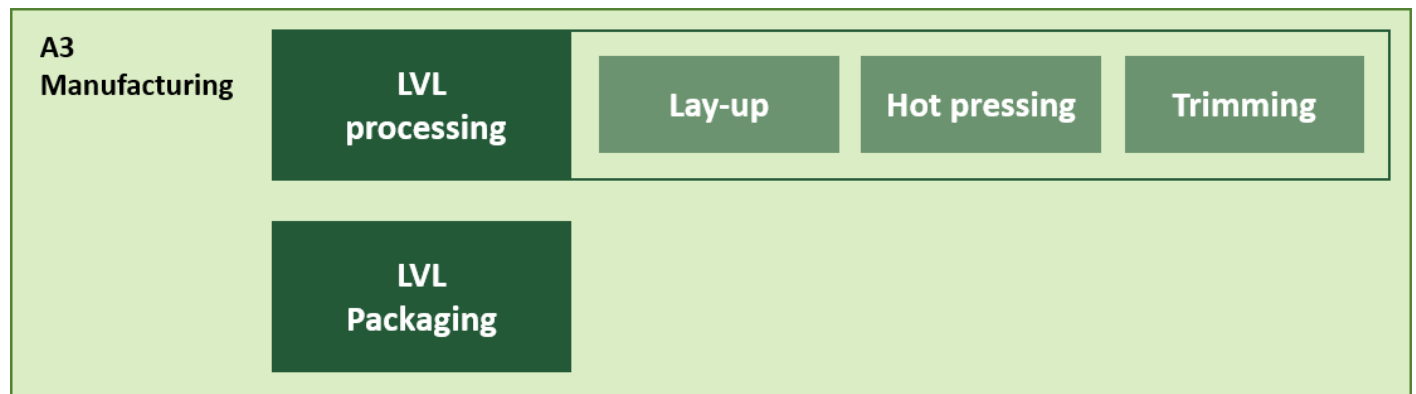 A3
Manufacturing
LVL
processing
Lay-up
Hot pressing
Trimming
LVL
Packaging